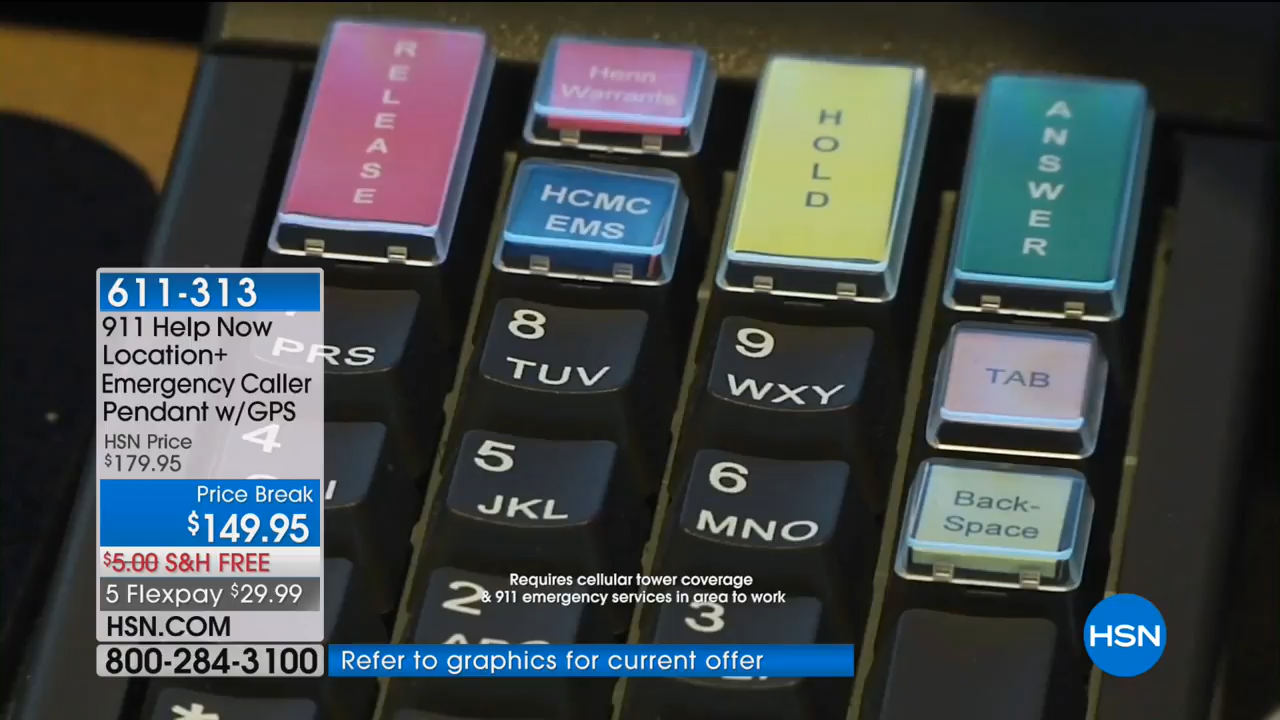 RELEASE
Henn
Warrants
HOLD
ANSWER
HCMC
EMS
PRS
8
TUV
9
WXY
TAB
4
5
JKL
6
MNO
Back-
Space
2
3
*
611-313
911 Help Now
Location+
Emergency Caller
Pendant w/GPS
HSN Price
$179.95
Price Break
$149.95
$5.00 S&H FREE
5 Flexpay $29.99
HSN.COM
800-284-3100
Requires cellular tower coverage
& 911 emergency services in area to work
Refer to graphics for current offer
HSN